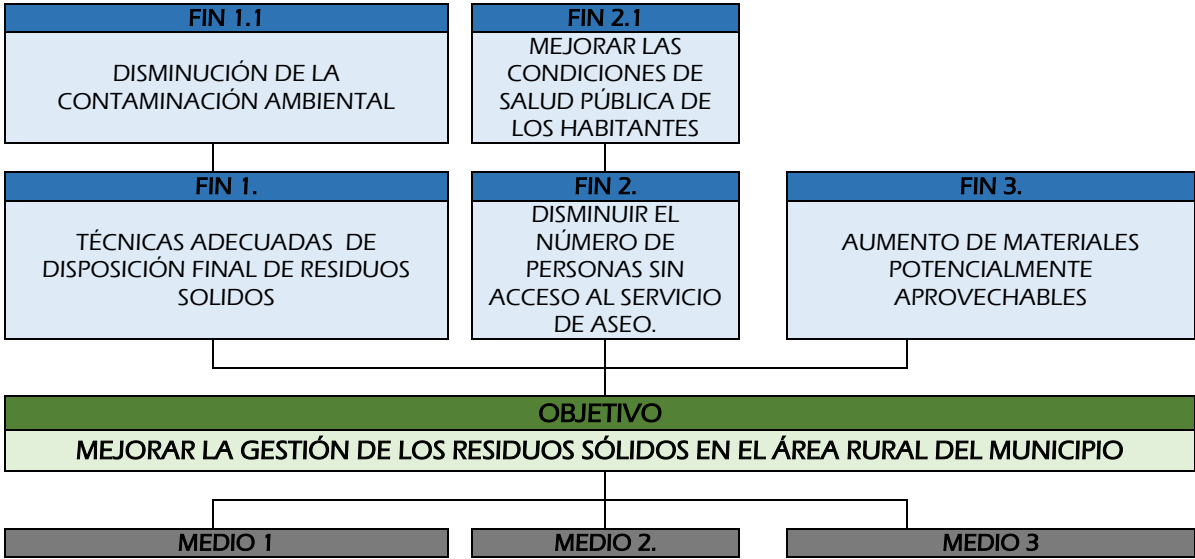 FIN 1.1
DISMINUCIÓN DE LA
CONTAMINACIÓN AMBIENTAL
FIN 2.1
MEJORAR LAS
CONDICIONES DE
SALUD PÚBLICA DE
LOS HABITANTES
FIN 1.
TÉCNICAS ADECUADAS DE
DISPOSICIÓN FINAL DE RESIDUOS
SOLIDOS
FIN 2.
DISMINUIR EL
NÚMERO DE
PERSONAS SIN
ACCESO AL SERVICIO
DE ASEO.
FIN 3.
AUMENTO DE MATERIALES
POTENCIALMENTE
APROVECHABLES
OBJETIVO
MEJORAR LA GESTIÓN DE LOS RESIDUOS SÓLIDOS EN EL ÁREA RURAL DEL MUNICIPIO
MEDIO 1
MEDIO 2.
MEDIO 3